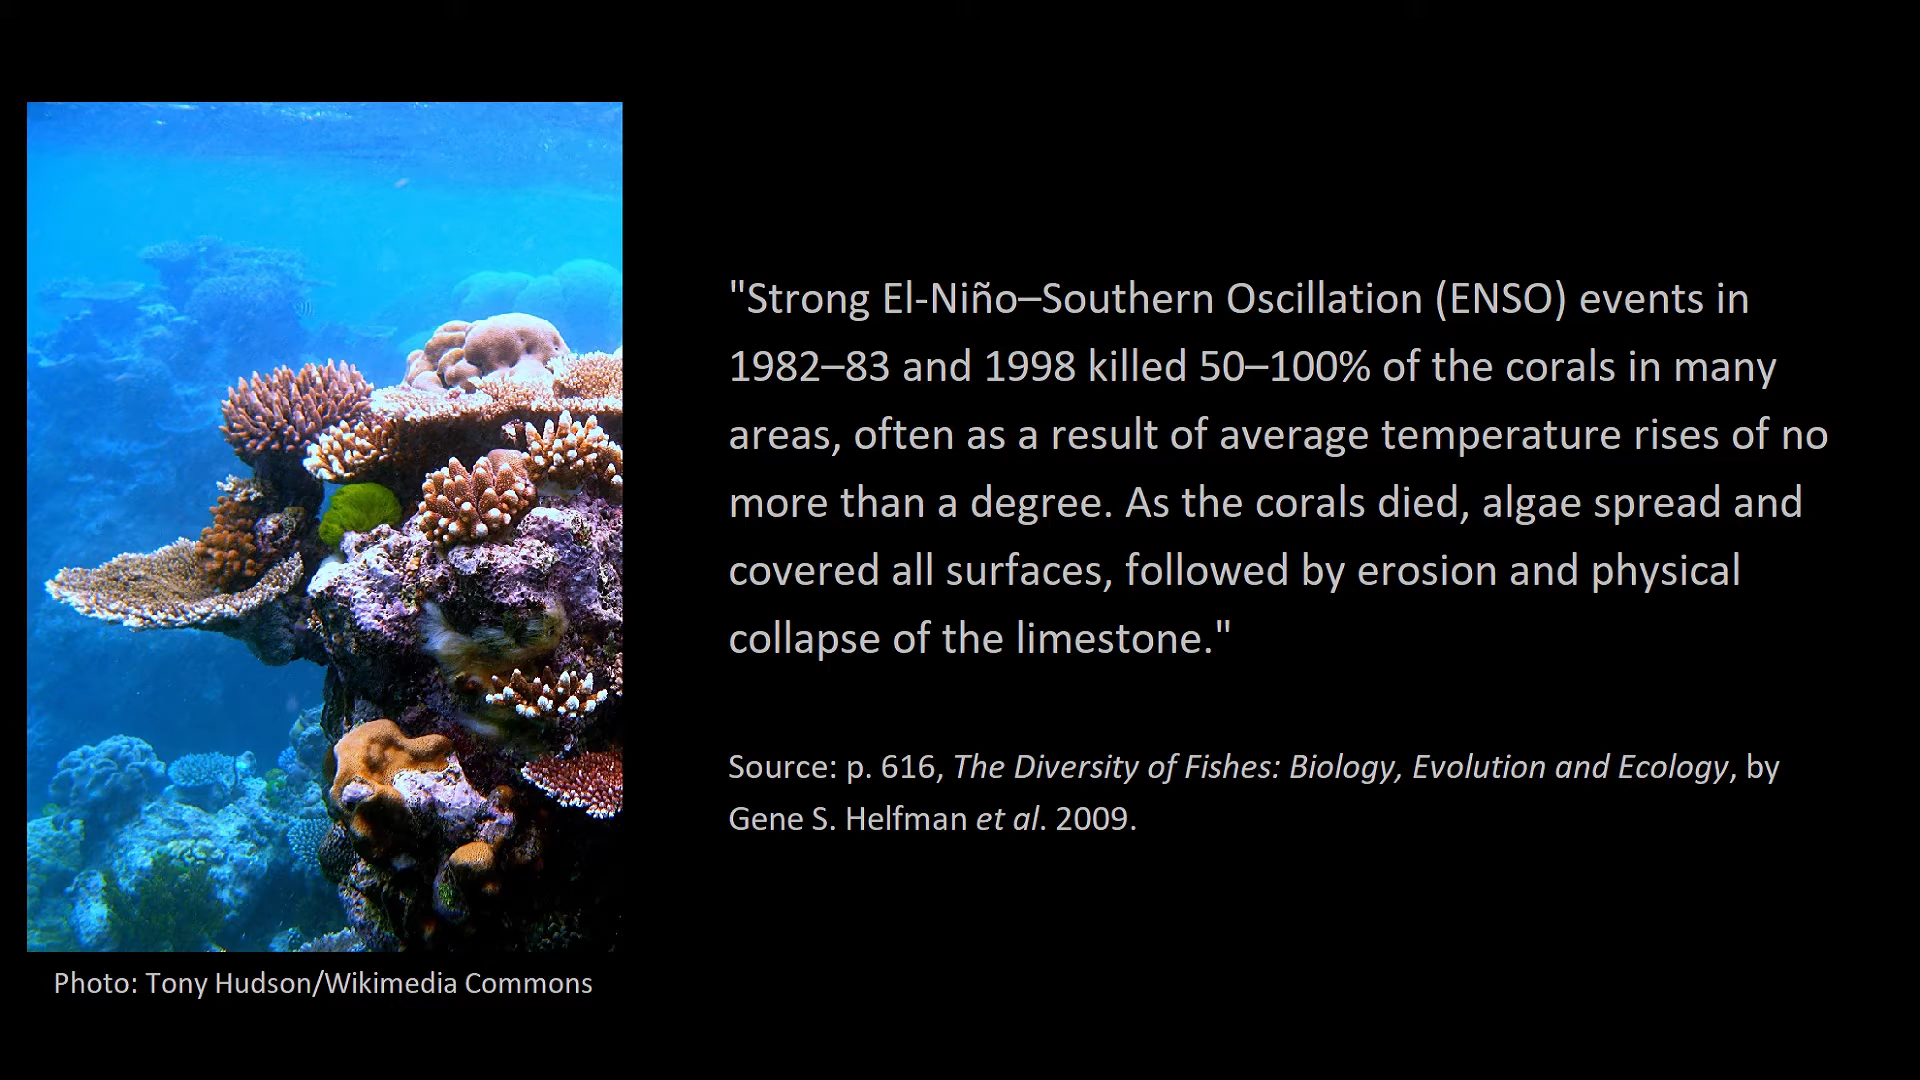 "Strong El-Niño–Southern Oscillation (ENSO) events in
1982–83 and 1998 killed 50–100% of the corals in many
areas, often as a result of average temperature rises of no
more than a degree. As the corals died, algae spread and
covered all surfaces, followed by erosion and physical
collapse of the limestone."
Source: p. 616, The Diversity of Fishes: Biology, Evolution and Ecology, by
Gene S. Helfman et al. 2009.
Photo: Tony Hudson/Wikimedia Commons